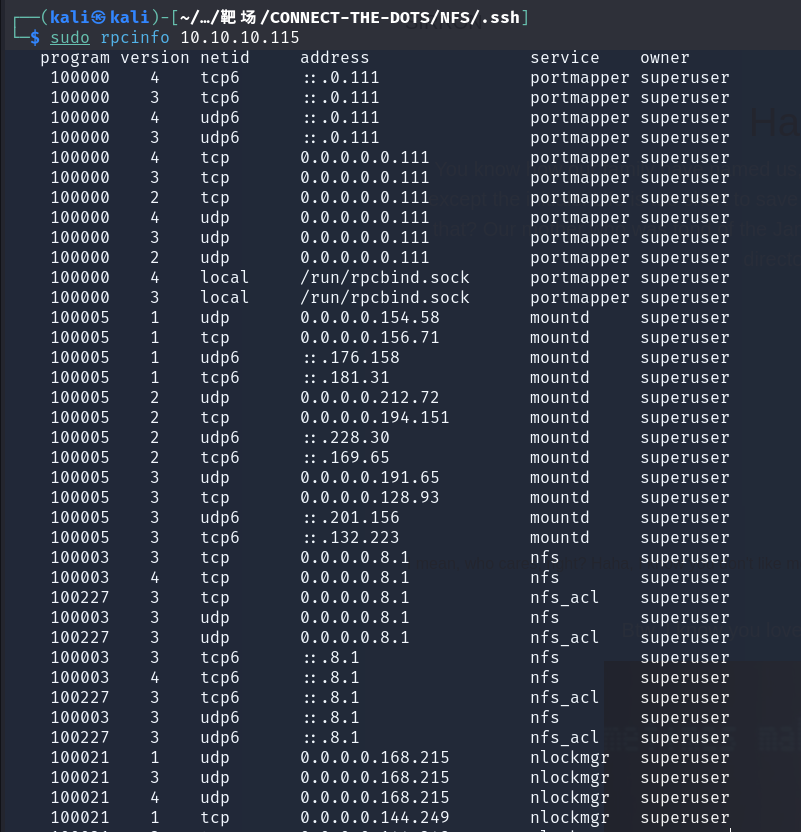 ┌──(kali㉿kali)-[~/…/靶场/CONNECT-THE-DOTS/NFS/.ssh]
└─$ sudo rpcinfo 10.10.10.115
program version netid address service owner
100000 4 tcp6 ::.0.111 portmapper superuser
100000 3 tcp6 ::.0.111 portmapper superuser
100000 4 udp6 ::.0.111 portmapper superuser
100000 3 udp6 ::.0.111 portmapper superuser
100000 4 tcp 0.0.0.0.0.111 portmapper superuser
100000 3 tcp 0.0.0.0.0.111 portmapper superuser
100000 2 tcp 0.0.0.0.0.111 portmapper superuser
100000 4 udp 0.0.0.0.0.111 portmapper superuser
100000 3 udp 0.0.0.0.0.111 portmapper superuser
100000 2 udp 0.0.0.0.0.111 portmapper superuser
100000 4 local /run/rpcbind.sock portmapper superuser
100000 3 local /run/rpcbind.sock portmapper superuser
100005 1 udp 0.0.0.0.154.58 mountd superuser
100005 1 tcp 0.0.0.0.156.71 mountd superuser
100005 1 udp6 ::.176.158 mountd superuser
100005 1 tcp6 ::.181.31 mountd superuser
100005 2 udp 0.0.0.0.212.72 mountd superuser
100005 2 tcp 0.0.0.0.194.151 mountd superuser
100005 2 udp6 ::.228.30 mountd superuser
100005 2 tcp6 ::.169.65 mountd superuser
100005 3 udp 0.0.0.0.191.65 mountd superuser
100005 3 tcp 0.0.0.0.128.93 mountd superuser
100005 3 udp6 ::.201.156 mountd superuser
100005 3 tcp6 ::.132.223 mountd superuser
100003 3 tcp 0.0.0.0.8.1 nfs superuser
100003 4 tcp 0.0.0.0.8.1 nfs superuser
100227 3 tcp 0.0.0.0.8.1 nfs_acl superuser
100003 3 udp 0.0.0.0.8.1 nfs superuser
100227 3 udp 0.0.0.0.8.1 nfs_acl superuser
100003 3 tcp6 ::.8.1 nfs superuser
100003 4 tcp6 ::.8.1 nfs superuser
100227 3 tcp6 ::.8.1 nfs_acl superuser
100003 3 udp6 ::.8.1 nfs superuser
100227 3 udp6 ::.8.1 nfs_acl superuser
100021 1 udp 0.0.0.0.168.215 nlockmgr superuser
100021 3 udp 0.0.0.0.168.215 nlockmgr superuser
100021 4 udp 0.0.0.0.168.215 nlockmgr superuser
100021 1 tcp 0.0.0.0.144.249 nlockmgr superuser